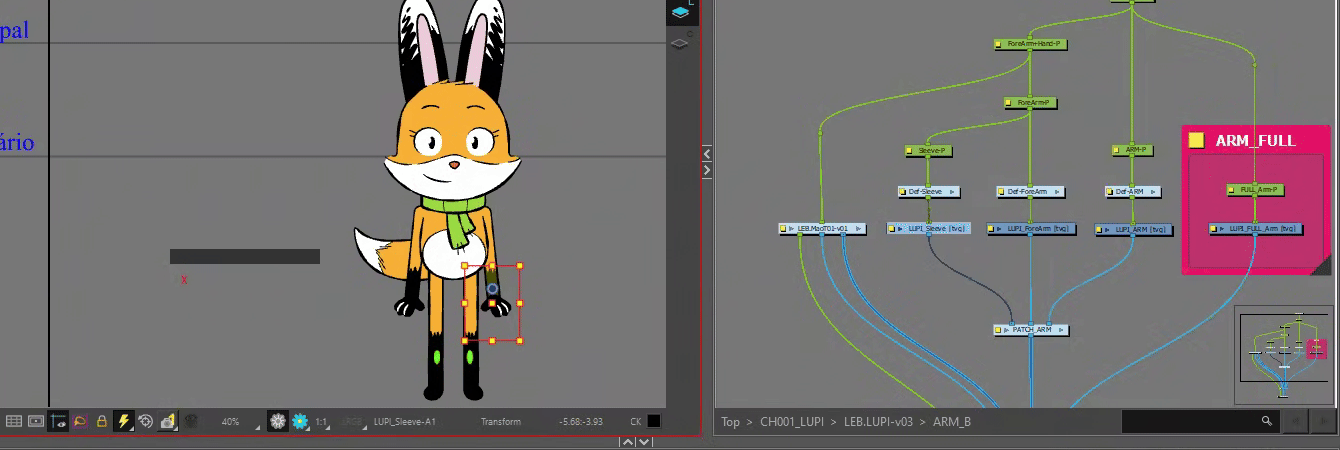 pal
ário
X
40%
1:1
LUPI_Sleeve-A1
Transform
-5.68:-3.93
CK
ForeArm+Hand-P
ForeArm-P
Sleeve-P
ARM-P
ARM_FULL
FULL_Arm-P
Def-Sleeve
Def-ForeArm
Def-ARM
LEB.MaoT01-v01
LUPI_Sleeve (tvg)
LUPI_ForeArm (tvg)
LUPI_ARM (tvg)
LUPI_FULL_Arm (tvg)
PATCH_ARM
Top > CH001_LUPI > LEB.LUPI-v03 > ARM_B